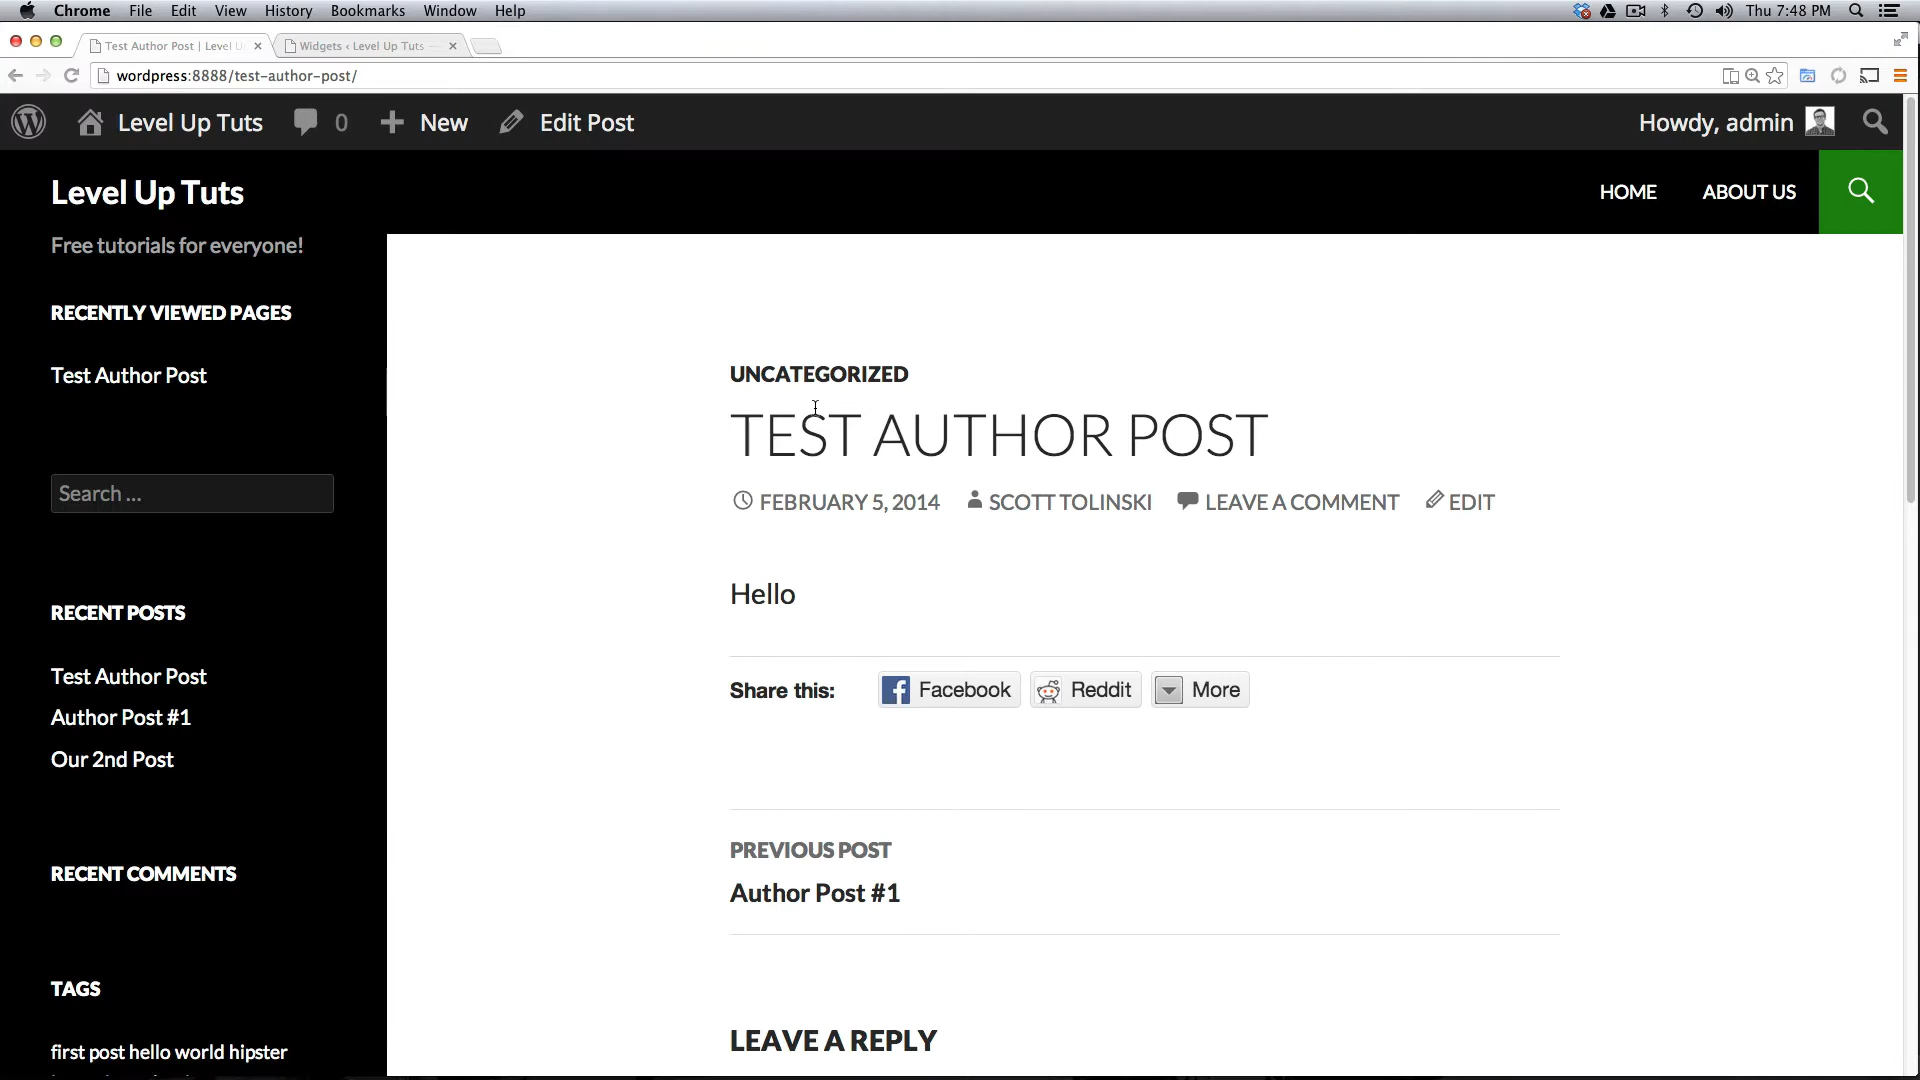 Chrome File Edit View History Bookmarks Window Help Thu 7:48 PM
Test Author Post | Level U Widgets ‹ Level Up Tuts —
wordpress:8888/test-author-post/
Level Up Tuts 0 New Edit Post Howdy, admin
Level Up Tuts HOME ABOUT US
Free tutorials for everyone!
RECENTLY VIEWED PAGES
Test Author Post
Search ...
RECENT POSTS
Test Author Post
Author Post #1
Our 2nd Post
RECENT COMMENTS
TAGS
first post hello world hipster
UNCATEGORIZED
TEST AUTHOR POST
FEBRUARY 5, 2014 SCOTT TOLINSKI LEAVE A COMMENT EDIT
Hello
Share this: Facebook Reddit More
PREVIOUS POST
Author Post #1
LEAVE A REPLY